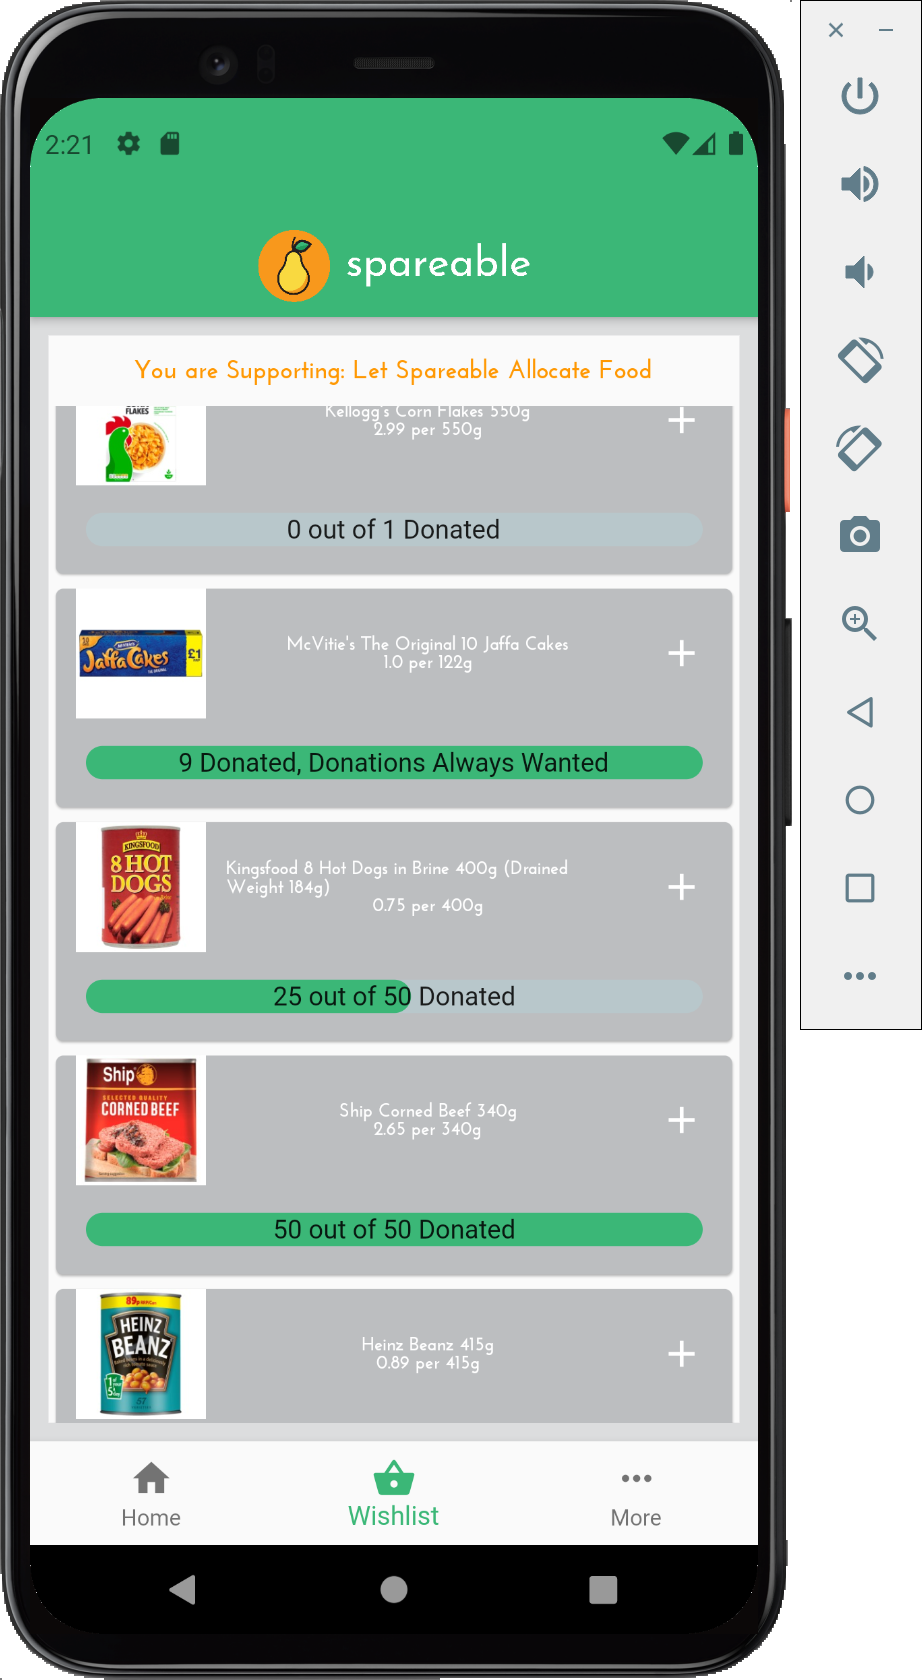 2:21
spareable
You are Supporting: Let Spareable Allocate Food
FLAKES
Kellogg's Corn Flakes 550g
2.99 per 550g
0 out of 1 Donated
McVitie's The Original 10 Jaffa Cakes
1.0 per 122g
Jaffa Cakes
£1
9 Donated, Donations Always Wanted
KINGSFOOD
8 HOT
DOGS
Kingsfood 8 Hot Dogs in Brine 400g (Drained
Weight 184g)
0.75 per 400g
25 out of 50 Donated
Ship
SELECTED QUALITY
CORNED BEEF
Ship Corned Beef 340g
2.65 per 340g
50 out of 50 Donated
89p
HEINZ
BEANZ
57
Heinz Beanz 415g
0.89 per 415g
Home
Wishlist
More